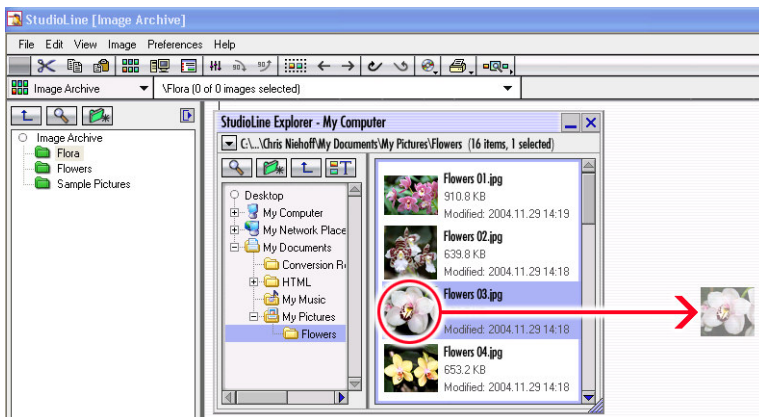 StudioLine [Image Archive]
File Edit View Image Preferences Help
90° 90°
Image Archive \Flora (0 of 0 images selected)
Image Archive
Flora
Flowers
Sample Pictures
StudioLine Explorer - My Computer
C:\...\Chris Niehoff\My Documents\My Pictures\Flowers (16 items, 1 selected)
T
Desktop
My Computer
My Network Place
My Documents
Conversion R
HTML
My Music
My Pictures
Flowers
Flowers 01.jpg
910.8 KB
Modified: 2004.11.29 14:19
Flowers 02.jpg
639.8 KB
Modified: 2004.11.29 14:18
Flowers 03.jpg
Modified: 2004.11.29 14:18
Flowers 04.jpg
653.2 KB
Modified: 2004.11.29 14:18